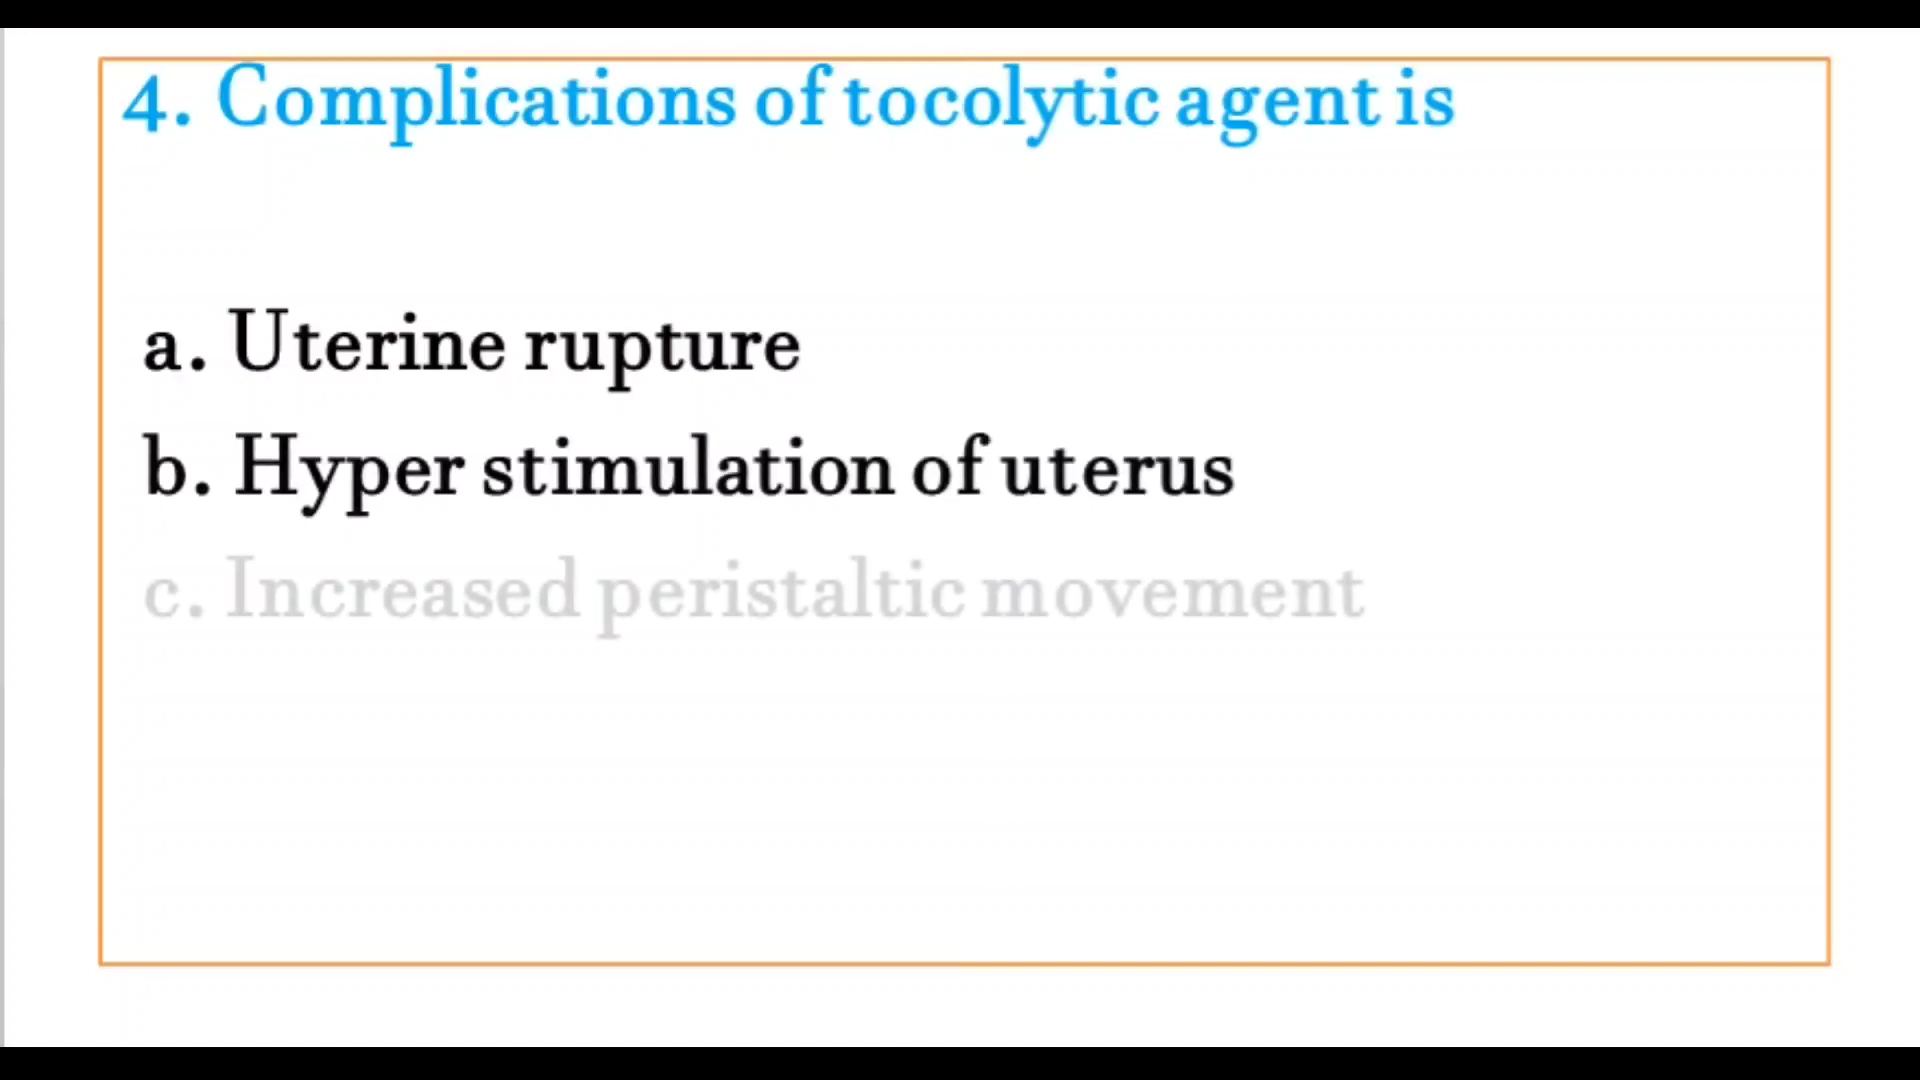 4. Complications of tocolytic agent is
a. Uterine rupture
b. Hyper stimulation of uterus
c. Increased peristaltic movement